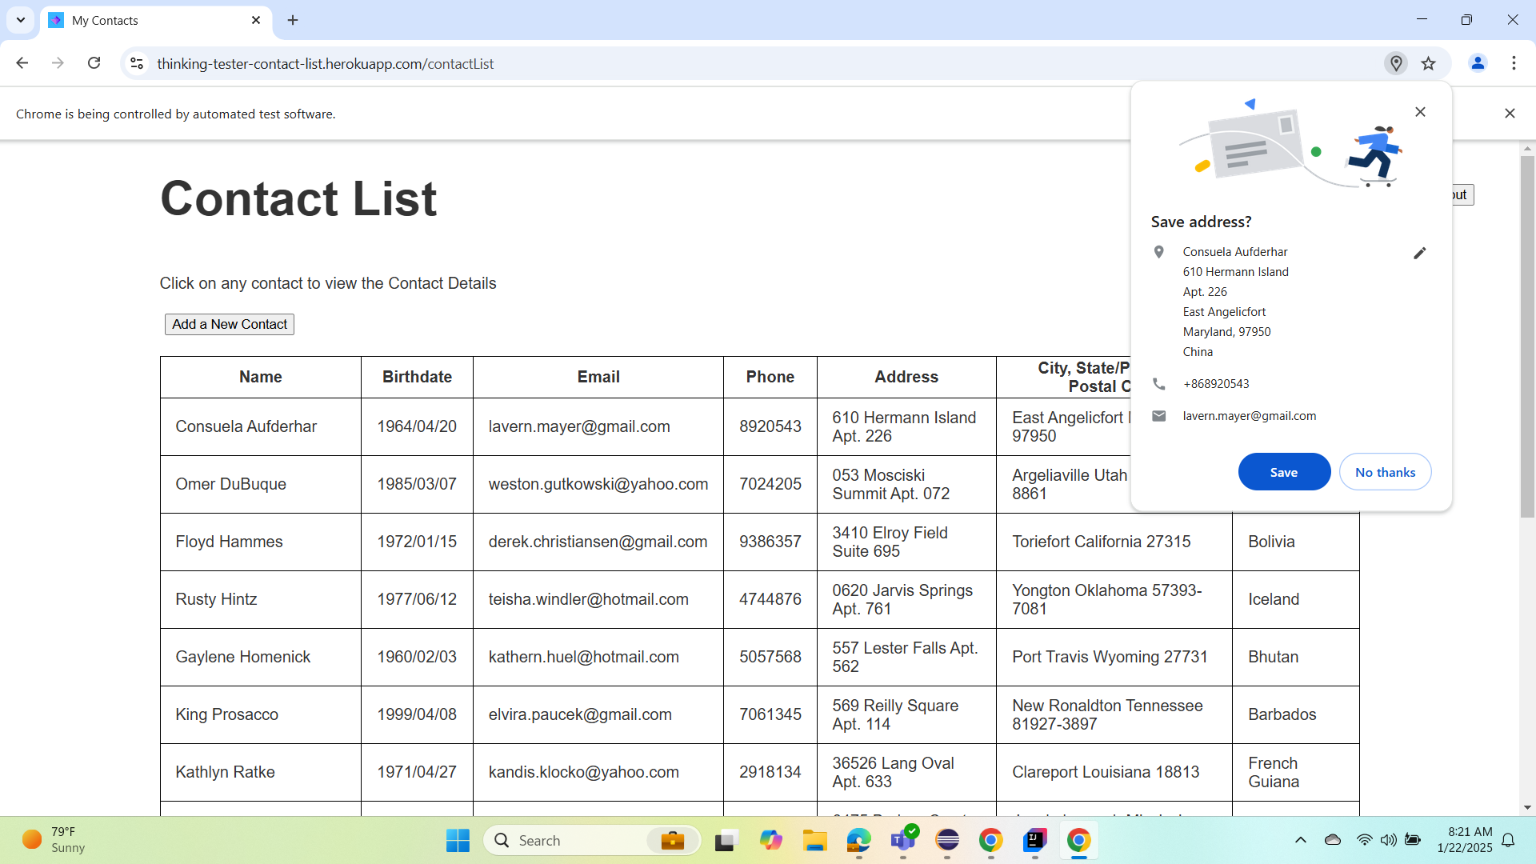 My Contacts
thinking-tester-contact-list.herokuapp.com/contactList
Chrome is being controlled by automated test software.
Contact List
Click on any contact to view the Contact Details
Add a New Contact
Name Birthdate Email Phone Address City, State/P
Postal C
Consuela Aufderhar 1964/04/20 lavern.mayer@gmail.com 8920543 610 Hermann Island East Angelicfort
Apt. 226 97950
Omer DuBuque 1985/03/07 weston.gutkowski@yahoo.com 7024205 053 Mosciski Argeliaville Utah
Summit Apt. 072 8861
Floyd Hammes 1972/01/15 derek.christiansen@gmail.com 9386357 3410 Elroy Field Toriefort California 27315 Bolivia
Suite 695
Rusty Hintz 1977/06/12 teisha.windler@hotmail.com 4744876 0620 Jarvis Springs Yongton Oklahoma 57393- Iceland
Apt. 761 7081
Gaylene Homenick 1960/02/03 kathern.huel@hotmail.com 5057568 557 Lester Falls Apt. Port Travis Wyoming 27731 Bhutan
562
King Prosacco 1999/04/08 elvira.paucek@gmail.com 7061345 569 Reilly Square New Ronaldton Tennessee Barbados
Apt. 114 81927-3897
Kathlyn Ratke 1971/04/27 kandis.klocko@yahoo.com 2918134 36526 Lang Oval Clareport Louisiana 18813 French
Apt. 633 Guiana
out
Save address?
Consuela Aufderhar
610 Hermann Island
Apt. 226
East Angelicfort
Maryland, 97950
China
+868920543
lavern.mayer@gmail.com
Save No thanks
79°F
Sunny
Search
8:21 AM
1/22/2025